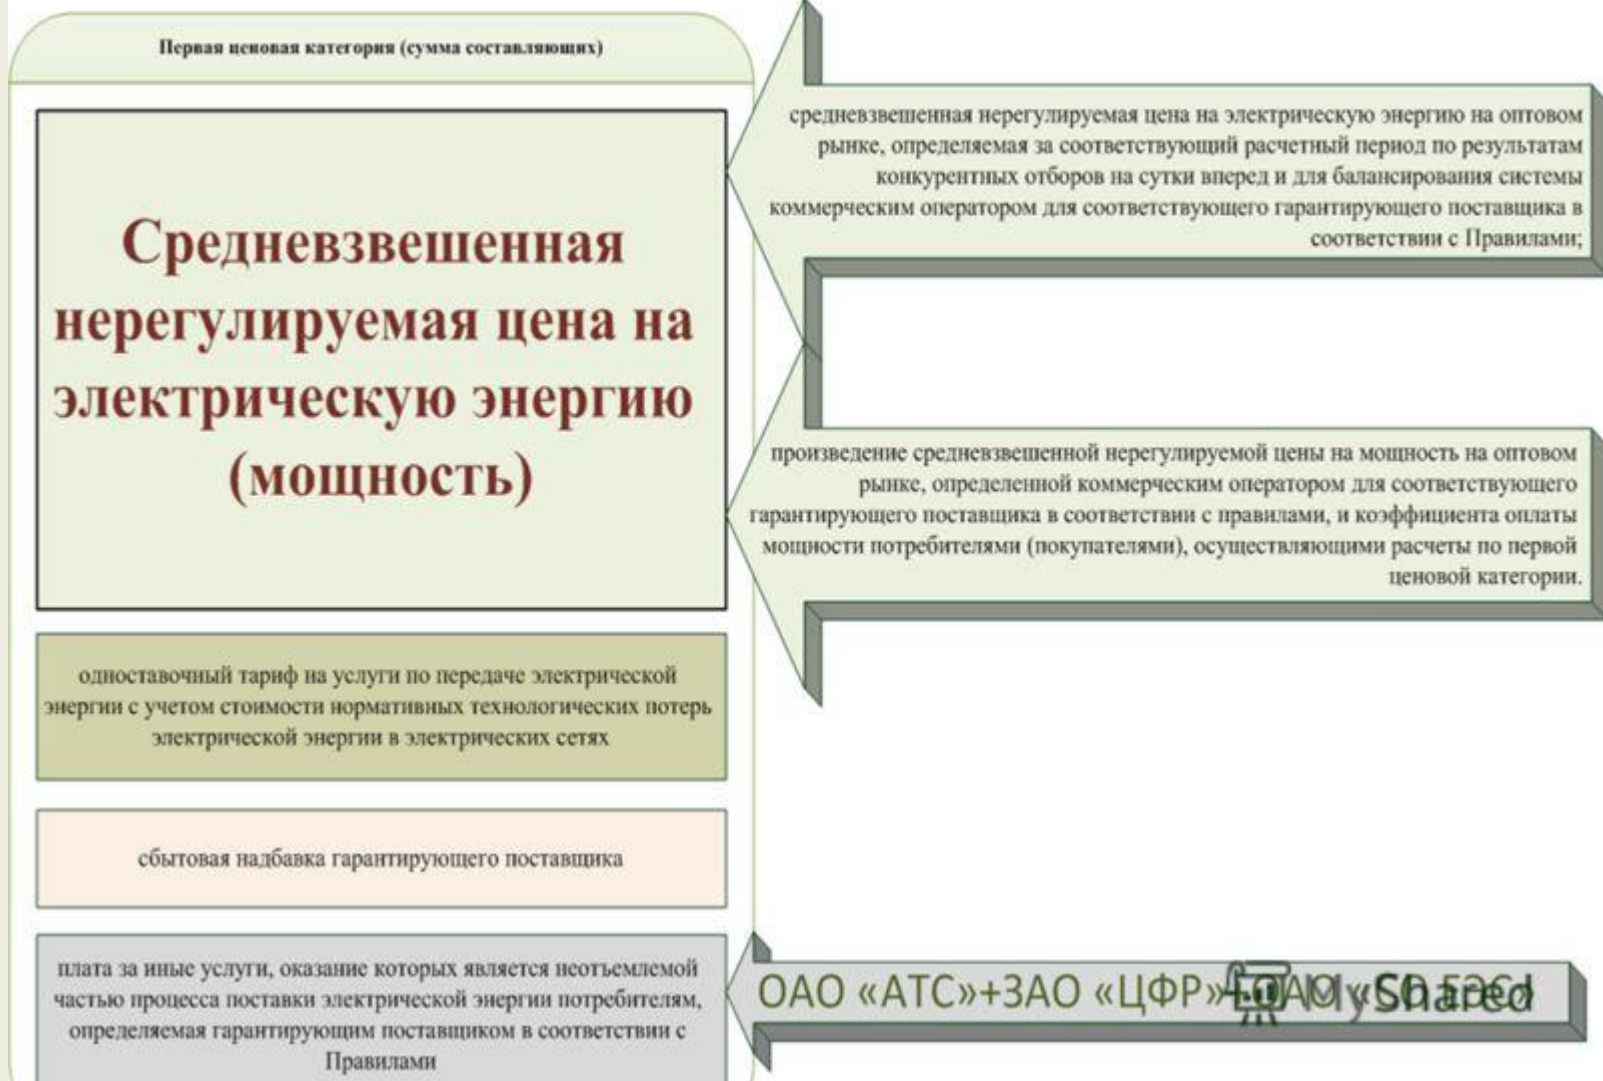 Первая ценовая категория (сумма составляющих)
Средневзвешенная
нерегулируемая цена на
электрическую энергию
(мощность)
одноставочный тариф на услуги по передаче электрической
энергии с учетом стоимости нормативных технологических потерь
электрической энергии в электрических сетях
сбытовая надбавка гарантирующего поставщика
плата за иные услуги, оказание которых является неотъемлемой
частью процесса поставки электрической энергии потребителям,
определяемая гарантирующим поставщиком в соответствии с
Правилами
средневзвешенная нерегулируемая цена на электрическую энергию на оптовом
рынке, определяемая за соответствующий расчетный период по результатам
конкурентных отборов на сутки вперед и для балансирования системы
коммерческим оператором для соответствующего гарантирующего поставщика в
соответствии с Правилами;
произведение средневзвешенной нерегулируемой цены на мощность на оптовом
рынке, определенной коммерческим оператором для соответствующего
гарантирующего поставщика в соответствии с правилами, и коэффициента оплаты
мощности потребителями (покупателями), осуществляющими расчеты по первой
ценовой категории.
ОАО «АТС»+ЗАО «ЦФР»+ОАО
MyShared